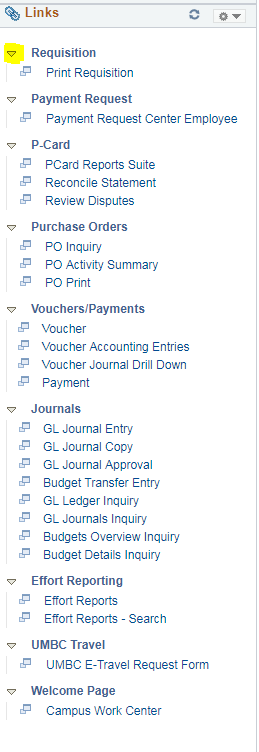 Links
Requisition
Print Requisition
Payment Request
Payment Request Center Employee
P-Card
PCard Reports Suite
Reconcile Statement
Review Disputes
Purchase Orders
PO Inquiry
PO Activity Summary
PO Print
Vouchers/Payments
Voucher
Voucher Accounting Entries
Voucher Journal Drill Down
Payment
Journals
GL Journal Entry
GL Journal Copy
GL Journal Approval
Budget Transfer Entry
GL Ledger Inquiry
GL Journals Inquiry
Budgets Overview Inquiry
Budget Details Inquiry
Effort Reporting
Effort Reports
Effort Reports - Search
UMBC Travel
UMBC E-Travel Request Form
Welcome Page
Campus Work Center